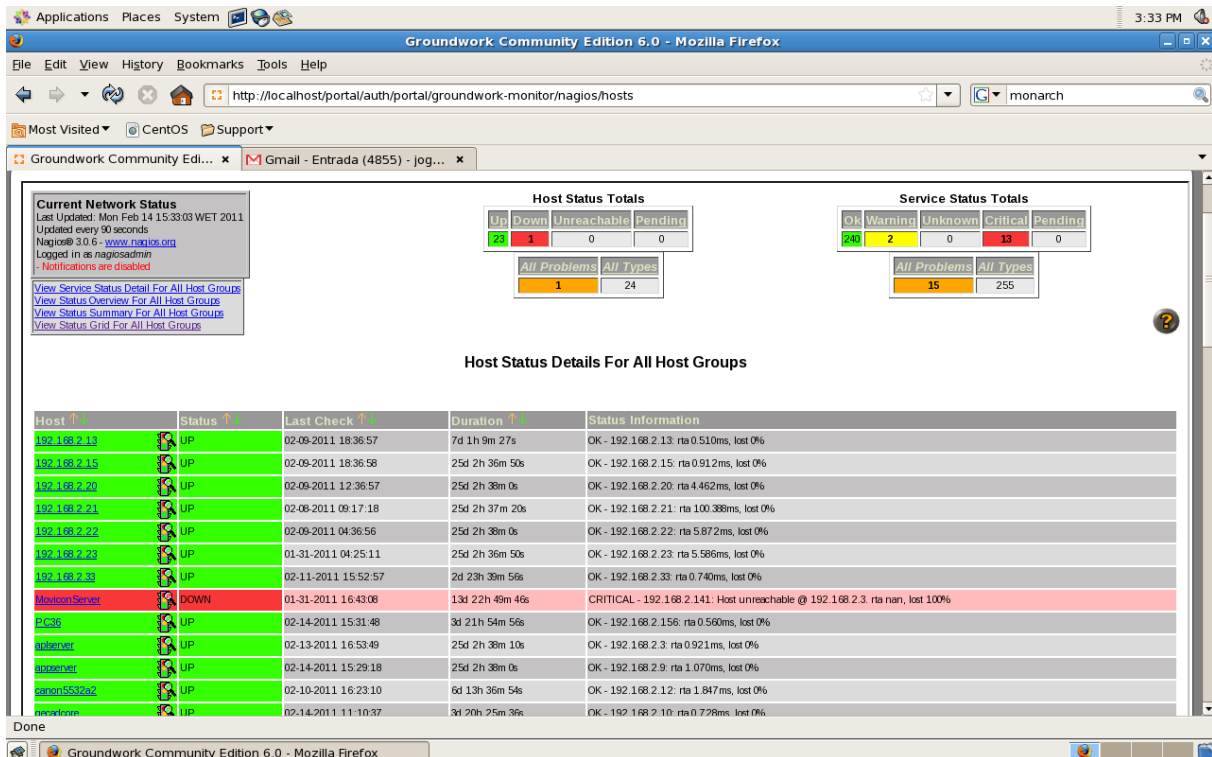 Applications Places System 3:33 PM
Groundwork Community Edition 6.0 - Mozilla Firefox
File Edit View History Bookmarks Tools Help
http://localhost/portal/auth/portal/groundwork-monitor/nagios/hosts G monarch
Most Visited CentOS Support
Groundwork Community Edi... Gmail - Entrada (4855) - jog...
Current Network Status
Last Updated: Mon Feb 14 15:33:03 WET 2011
Updated every 90 seconds
Nagios® 3.0.6 - www.nagios.org
Logged in as nagiosadmin
- Notifications are disabled
View Service Status Detail For All Host Groups
View Status Overview For All Host Groups
View Status Summary For All Host Groups
View Status Grid For All Host Groups
Host Status Totals
Up Down Unreachable Pending
23 1 0 0
All Problems All Types
1 24
Service Status Totals
Ok Warning Unknown Critical Pending
240 2 0 13 0
All Problems All Types
15 255
?
Host Status Details For All Host Groups
Host Status Last Check Duration Status Information
192.168.2.13 UP 02-09-2011 18:36:57 7d 1h 9m 27s OK - 192.168.2.13: rta 0.510ms, lost 0%
192.168.2.15 UP 02-09-2011 18:36:58 25d 2h 36m 50s OK - 192.168.2.15: rta 0.912ms, lost 0%
192.168.2.20 UP 02-09-2011 12:36:57 25d 2h 38m 0s OK - 192.168.2.20: rta 4.462ms, lost 0%
192.168.2.21 UP 02-08-2011 09:17:18 25d 2h 37m 20s OK - 192.168.2.21: rta 100.388ms, lost 0%
192.168.2.22 UP 02-09-2011 04:36:56 25d 2h 38m 0s OK - 192.168.2.22: rta 5.872ms, lost 0%
192.168.2.23 UP 01-31-2011 04:25:11 25d 2h 36m 50s OK - 192.168.2.23: rta 5.586ms, lost 0%
192.168.2.33 UP 02-11-2011 15:52:57 2d 23h 39m 56s OK - 192.168.2.33: rta 0.740ms, lost 0%
MoviconServer DOWN 01-31-2011 16:43:08 13d 22h 49m 46s CRITICAL - 192.168.2.141: Host unreachable @ 192.168.2.3. rta nan, lost 100%
PC36 UP 02-14-2011 15:31:48 3d 21h 54m 56s OK - 192.168.2.156: rta 0.560ms, lost 0%
aplserver UP 02-13-2011 16:53:49 25d 2h 38m 10s OK - 192.168.2.3: rta 0.921ms, lost 0%
appserver UP 02-14-2011 15:29:18 25d 2h 38m 0s OK - 192.168.2.9: rta 1.070ms, lost 0%
canon5532a2 UP 02-10-2011 16:23:10 6d 13h 36m 54s OK - 192.168.2.12: rta 1.847ms, lost 0%
gecadcore UP 02-14-2011 11:10:37 3d 20h 25m 36s OK - 192.168.2.10: rta 0.728ms, lost 0%
Done
Groundwork Community Edition 6.0 - Mozilla Firefox